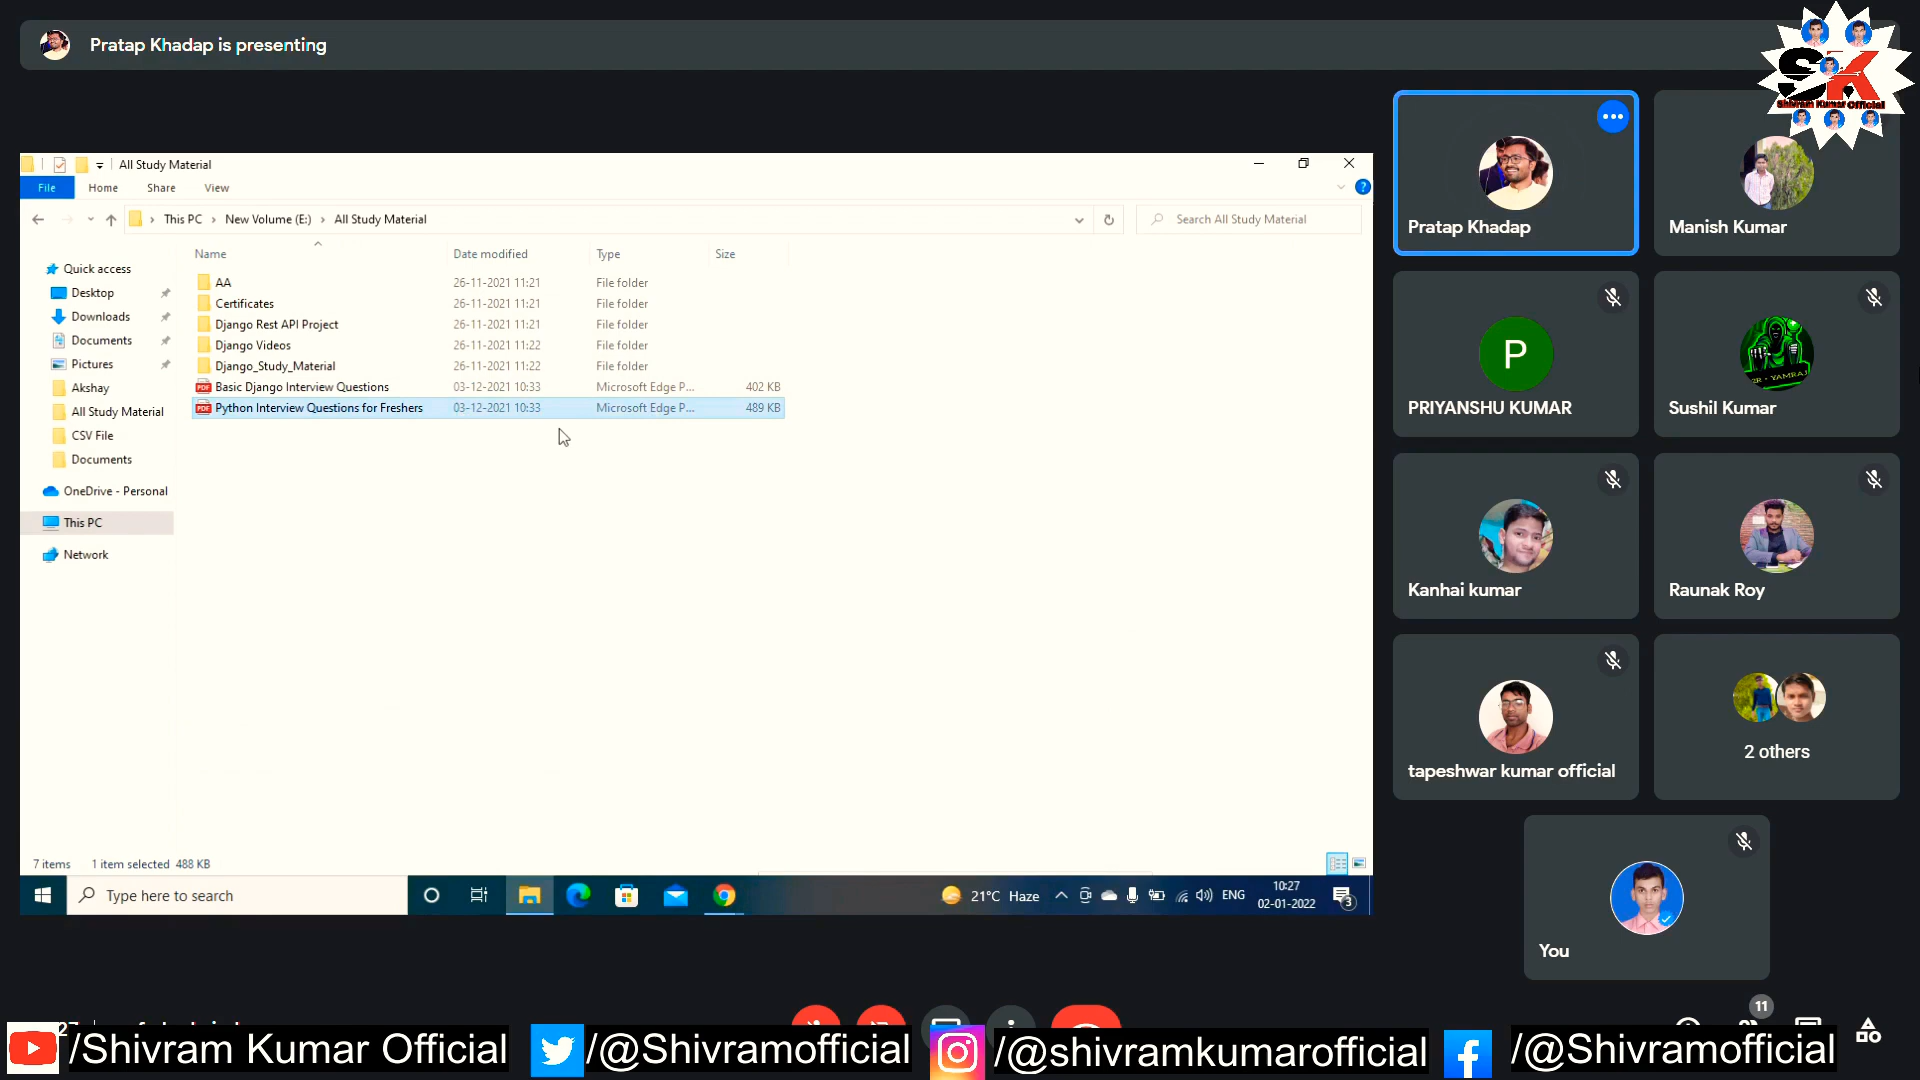 Pratap Khadap is presenting
SK
Shivram Kumar Official
All Study Material
File Home Share View
This PC New Volume (E:) All Study Material
Search All Study Material
Name Date modified Type Size
AA 26-11-2021 11:21 File folder
Certificates 26-11-2021 11:21 File folder
Django Rest API Project 26-11-2021 11:21 File folder
Django Videos 26-11-2021 11:22 File folder
Django_Study_Material 26-11-2021 11:22 File folder
Basic Django Interview Questions 03-12-2021 10:33 Microsoft Edge P... 402 KB
Python Interview Questions for Freshers 03-12-2021 10:33 Microsoft Edge P... 489 KB
Quick access
Desktop
Downloads
Documents
Pictures
Akshay
All Study Material
CSV File
Documents
OneDrive - Personal
This PC
Network
7 items 1 item selected 488 KB
Type here to search
21°C Haze
ENG
10:27
02-01-2022
3
Pratap Khadap
Manish Kumar
P
PRIYANSHU KUMAR
Sushil Kumar
Kanhai kumar
Raunak Roy
tapeshwar kumar official
2 others
You
11
/Shivram Kumar Official
/@Shivramofficial
/@shivramkumarofficial
/@Shivramofficial